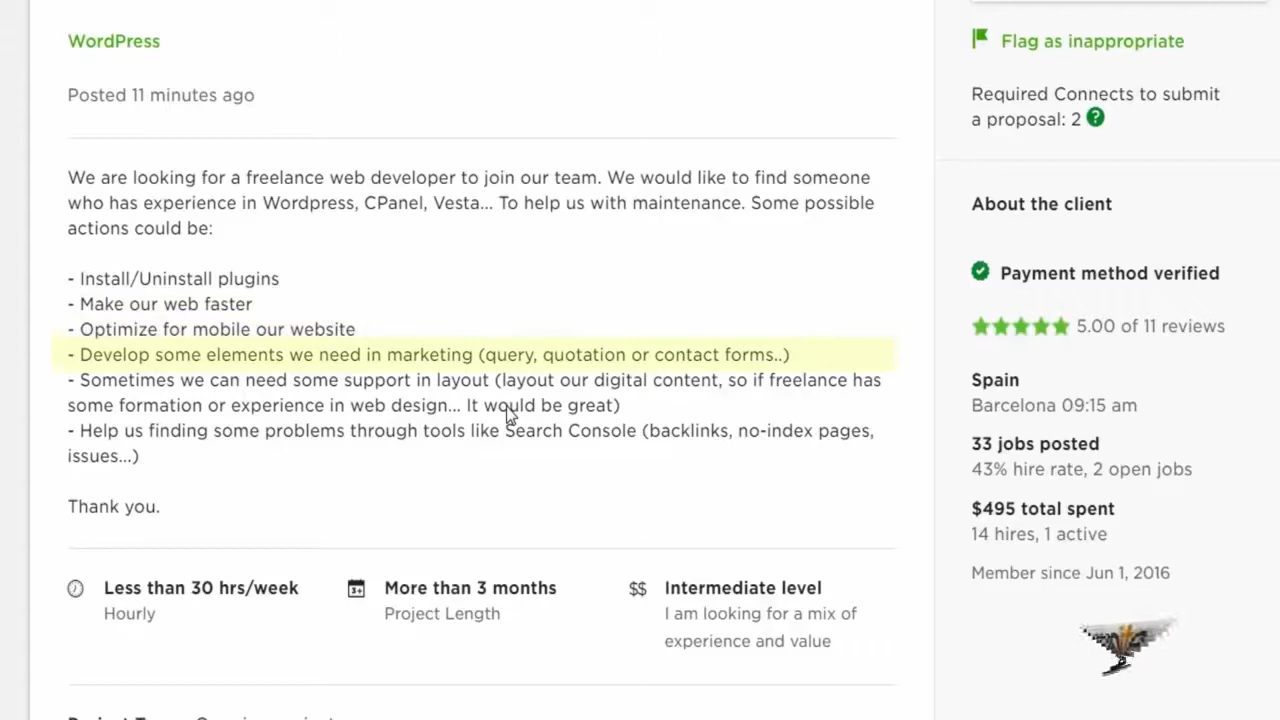 WordPress
Posted 11 minutes ago
We are looking for a freelance web developer to join our team. We would like to find someone
who has experience in Wordpress, CPanel, Vesta... To help us with maintenance. Some possible
actions could be:
- Install/Uninstall plugins
- Make our web faster
- Optimize for mobile our website
- Develop some elements we need in marketing (query, quotation or contact forms..)
- Sometimes we can need some support in layout (layout our digital content, so if freelance has
some formation or experience in web design... It would be great)
- Help us finding some problems through tools like Search Console (backlinks, no-index pages,
issues...)
Thank you.
Less than 30 hrs/week
Hourly
3+
More than 3 months
Project Length
$$
Intermediate level
I am looking for a mix of
experience and value
Flag as inappropriate
Required Connects to submit
a proposal: 2 ?
About the client
Payment method verified
5.00 of 11 reviews
Spain
Barcelona 09:15 am
33 jobs posted
43% hire rate, 2 open jobs
$495 total spent
14 hires, 1 active
Member since Jun 1, 2016